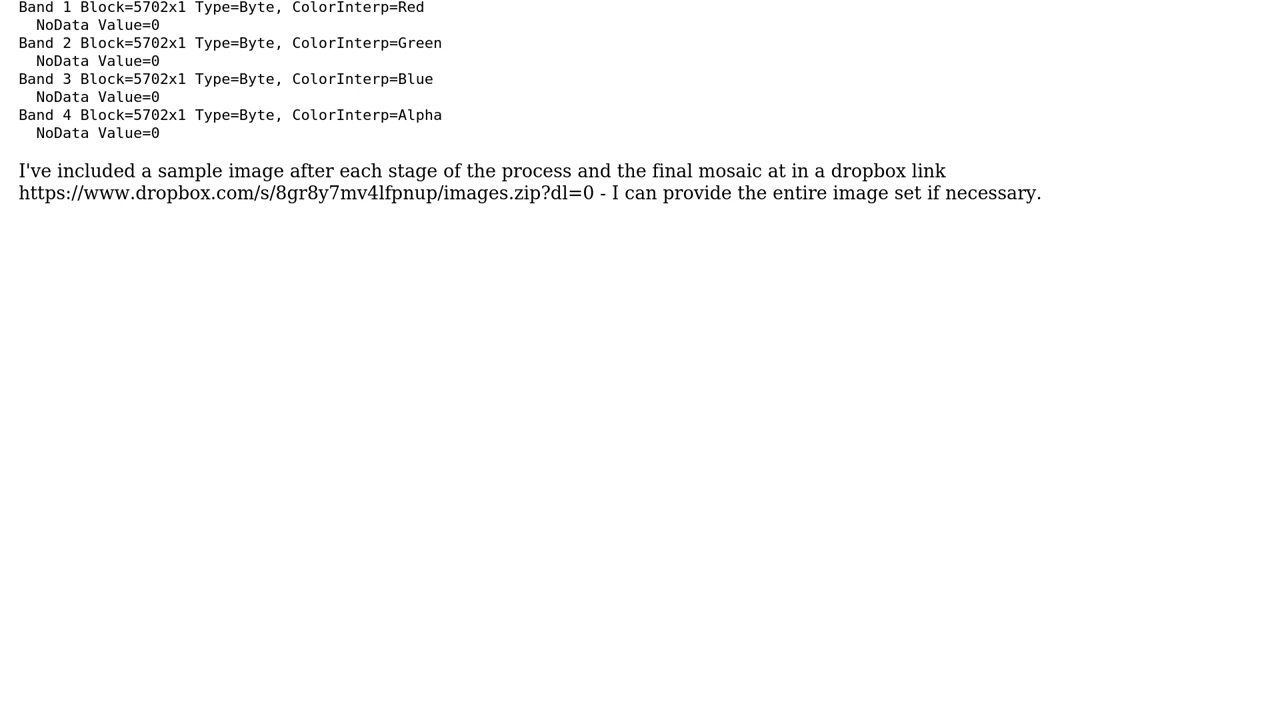 Band 1 Block=5702x1 Type=Byte, ColorInterp=Red
  NoData Value=0
Band 2 Block=5702x1 Type=Byte, ColorInterp=Green
  NoData Value=0
Band 3 Block=5702x1 Type=Byte, ColorInterp=Blue
  NoData Value=0
Band 4 Block=5702x1 Type=Byte, ColorInterp=Alpha
  NoData Value=0
I've included a sample image after each stage of the process and the final mosaic at in a dropbox link
https://www.dropbox.com/s/8gr8y7mv4lfpnup/images.zip?dl=0 - I can provide the entire image set if necessary.